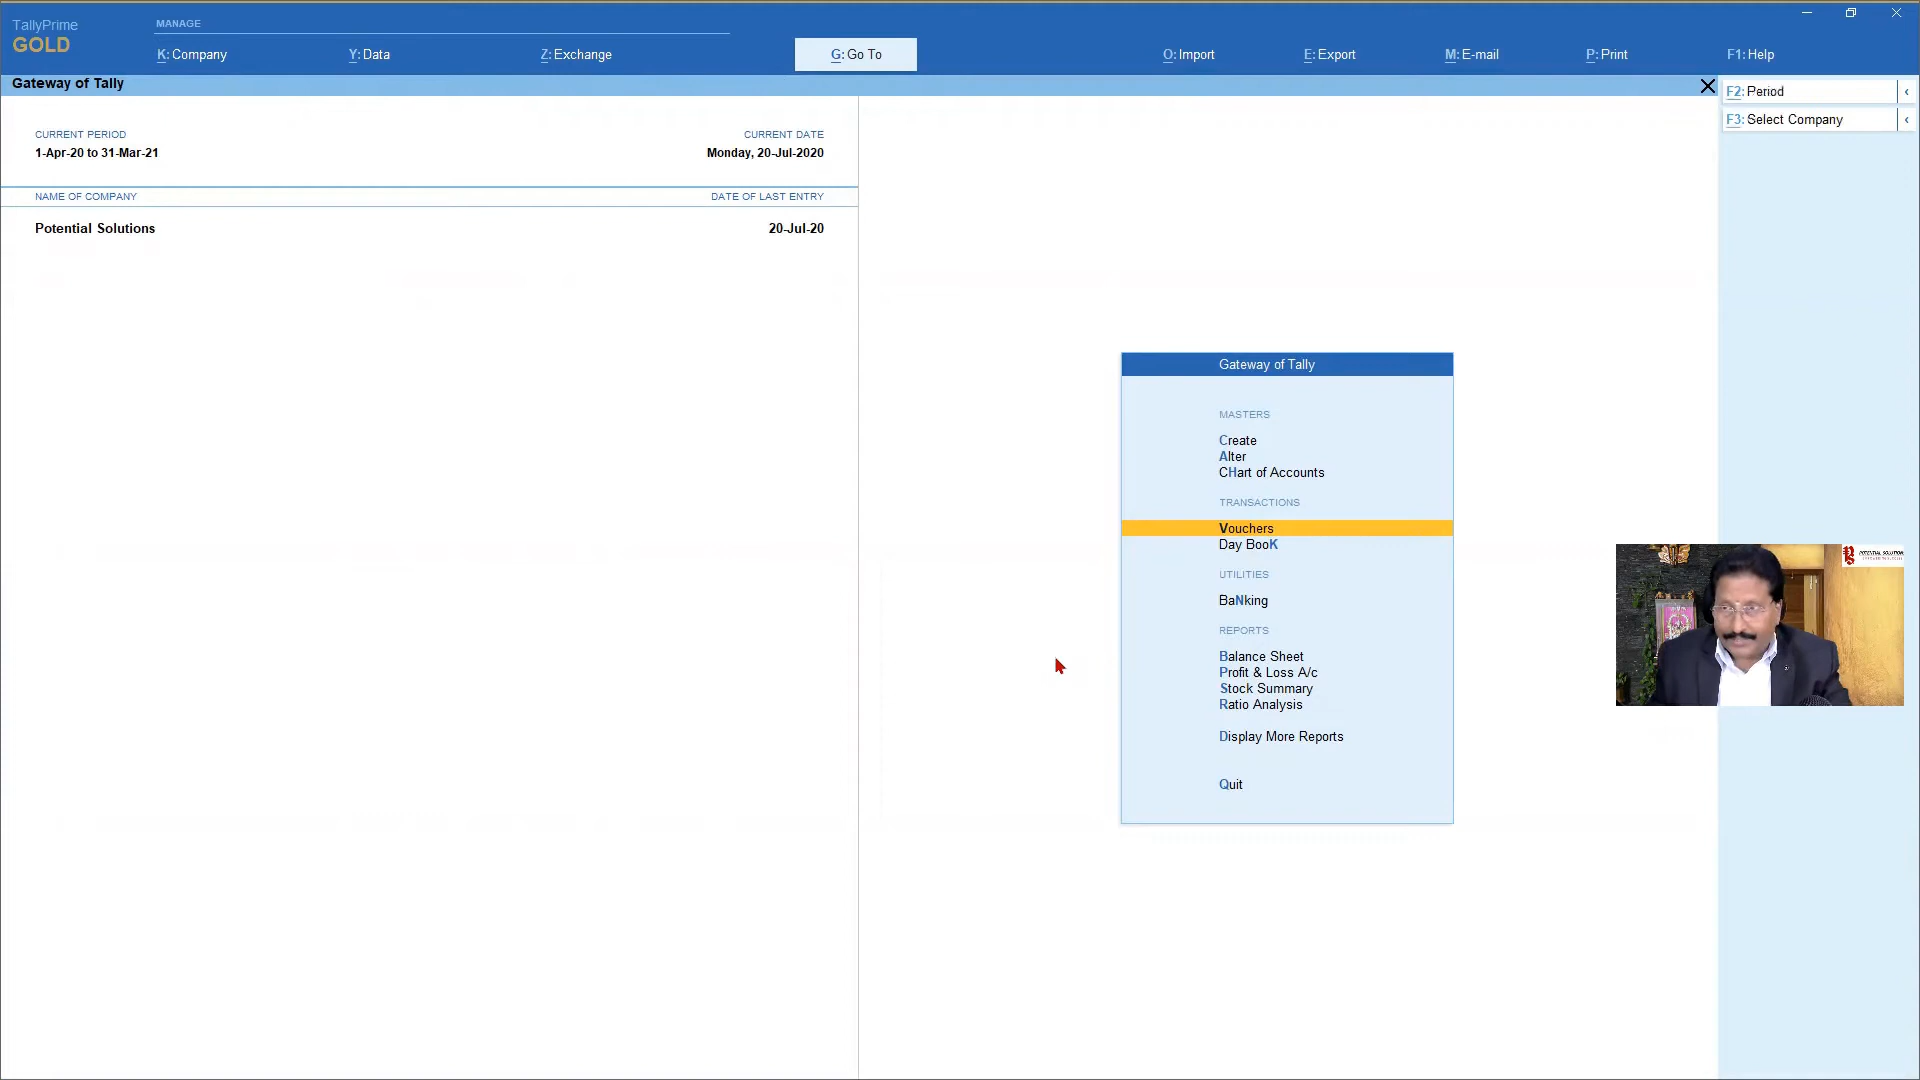 TallyPrime
GOLD
MANAGE
K: Company
Y: Data
Z: Exchange
G: Go To
O: Import
E: Export
M: E-mail
P: Print
F1: Help
Gateway of Tally
F2: Period
F3: Select Company
CURRENT PERIOD
CURRENT DATE
1-Apr-20 to 31-Mar-21
Monday, 20-Jul-2020
NAME OF COMPANY
DATE OF LAST ENTRY
Potential Solutions
20-Jul-20
Gateway of Tally
MASTERS
Create
Alter
CHart of Accounts
TRANSACTIONS
Vouchers
Day BooK
UTILITIES
BaNking
REPORTS
Balance Sheet
Profit & Loss A/c
Stock Summary
Ratio Analysis
Display More Reports
Quit
POTENTIAL SOLUTION